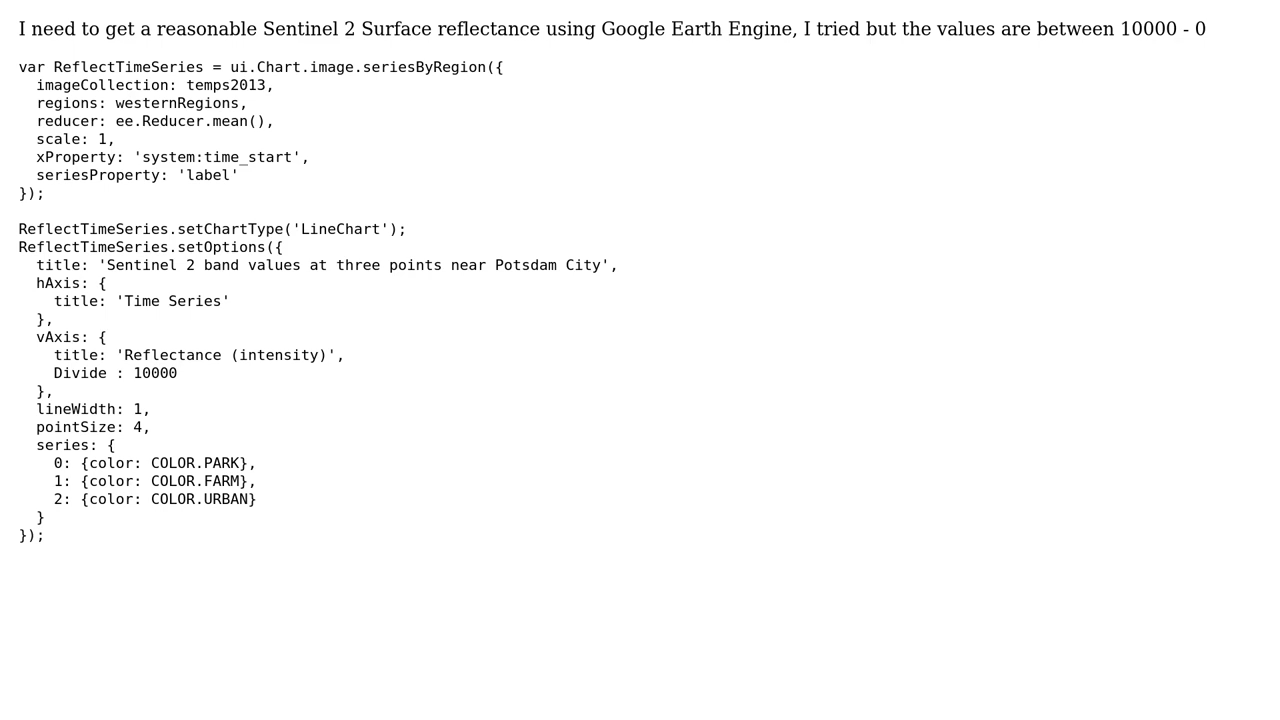 I need to get a reasonable Sentinel 2 Surface reflectance using Google Earth Engine, I tried but the values are between 10000 - 0
var ReflectTimeSeries = ui.Chart.image.seriesByRegion({
  imageCollection: temps2013,
  regions: westernRegions,
  reducer: ee.Reducer.mean(),
  scale: 1,
  xProperty: 'system:time_start',
  seriesProperty: 'label'
});

ReflectTimeSeries.setChartType('LineChart');
ReflectTimeSeries.setOptions({
  title: 'Sentinel 2 band values at three points near Potsdam City',
  hAxis: {
    title: 'Time Series'
  },
  vAxis: {
    title: 'Reflectance (intensity)',
    Divide : 10000
  },
  lineWidth: 1,
  pointSize: 4,
  series: {
    0: {color: COLOR.PARK},
    1: {color: COLOR.FARM},
    2: {color: COLOR.URBAN}
  }
});